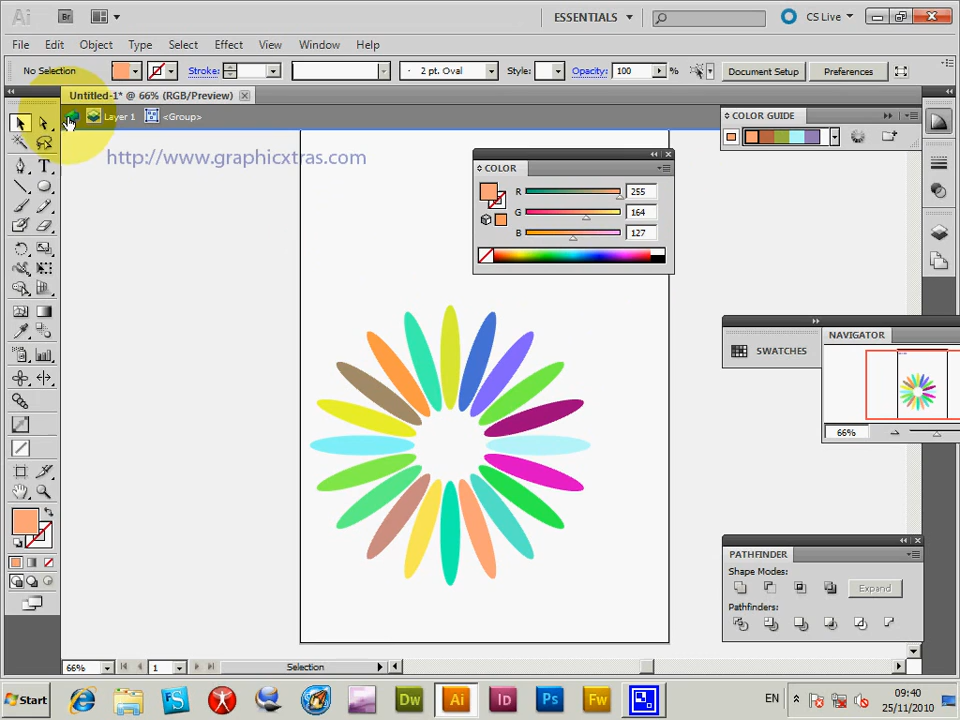 Ai
Br
ESSENTIALS
CS Live
File Edit Object Type Select Effect View Window Help
No Selection
Stroke:
2 pt. Oval
Style:
Opacity: 100 %
Document Setup
Preferences
Untitled-1* @ 66% (RGB/Preview)
Layer 1
<Group>
COLOR GUIDE
http://www.graphicxtras.com
COLOR
R 255
G 164
B 127
T
SWATCHES
NAVIGATOR
66%
PATHFINDER
Shape Modes:
Expand
Pathfinders:
66%
1
Selection
Start
Dw
Ai
Id
Ps
Fw
EN
09:40
25/11/2010